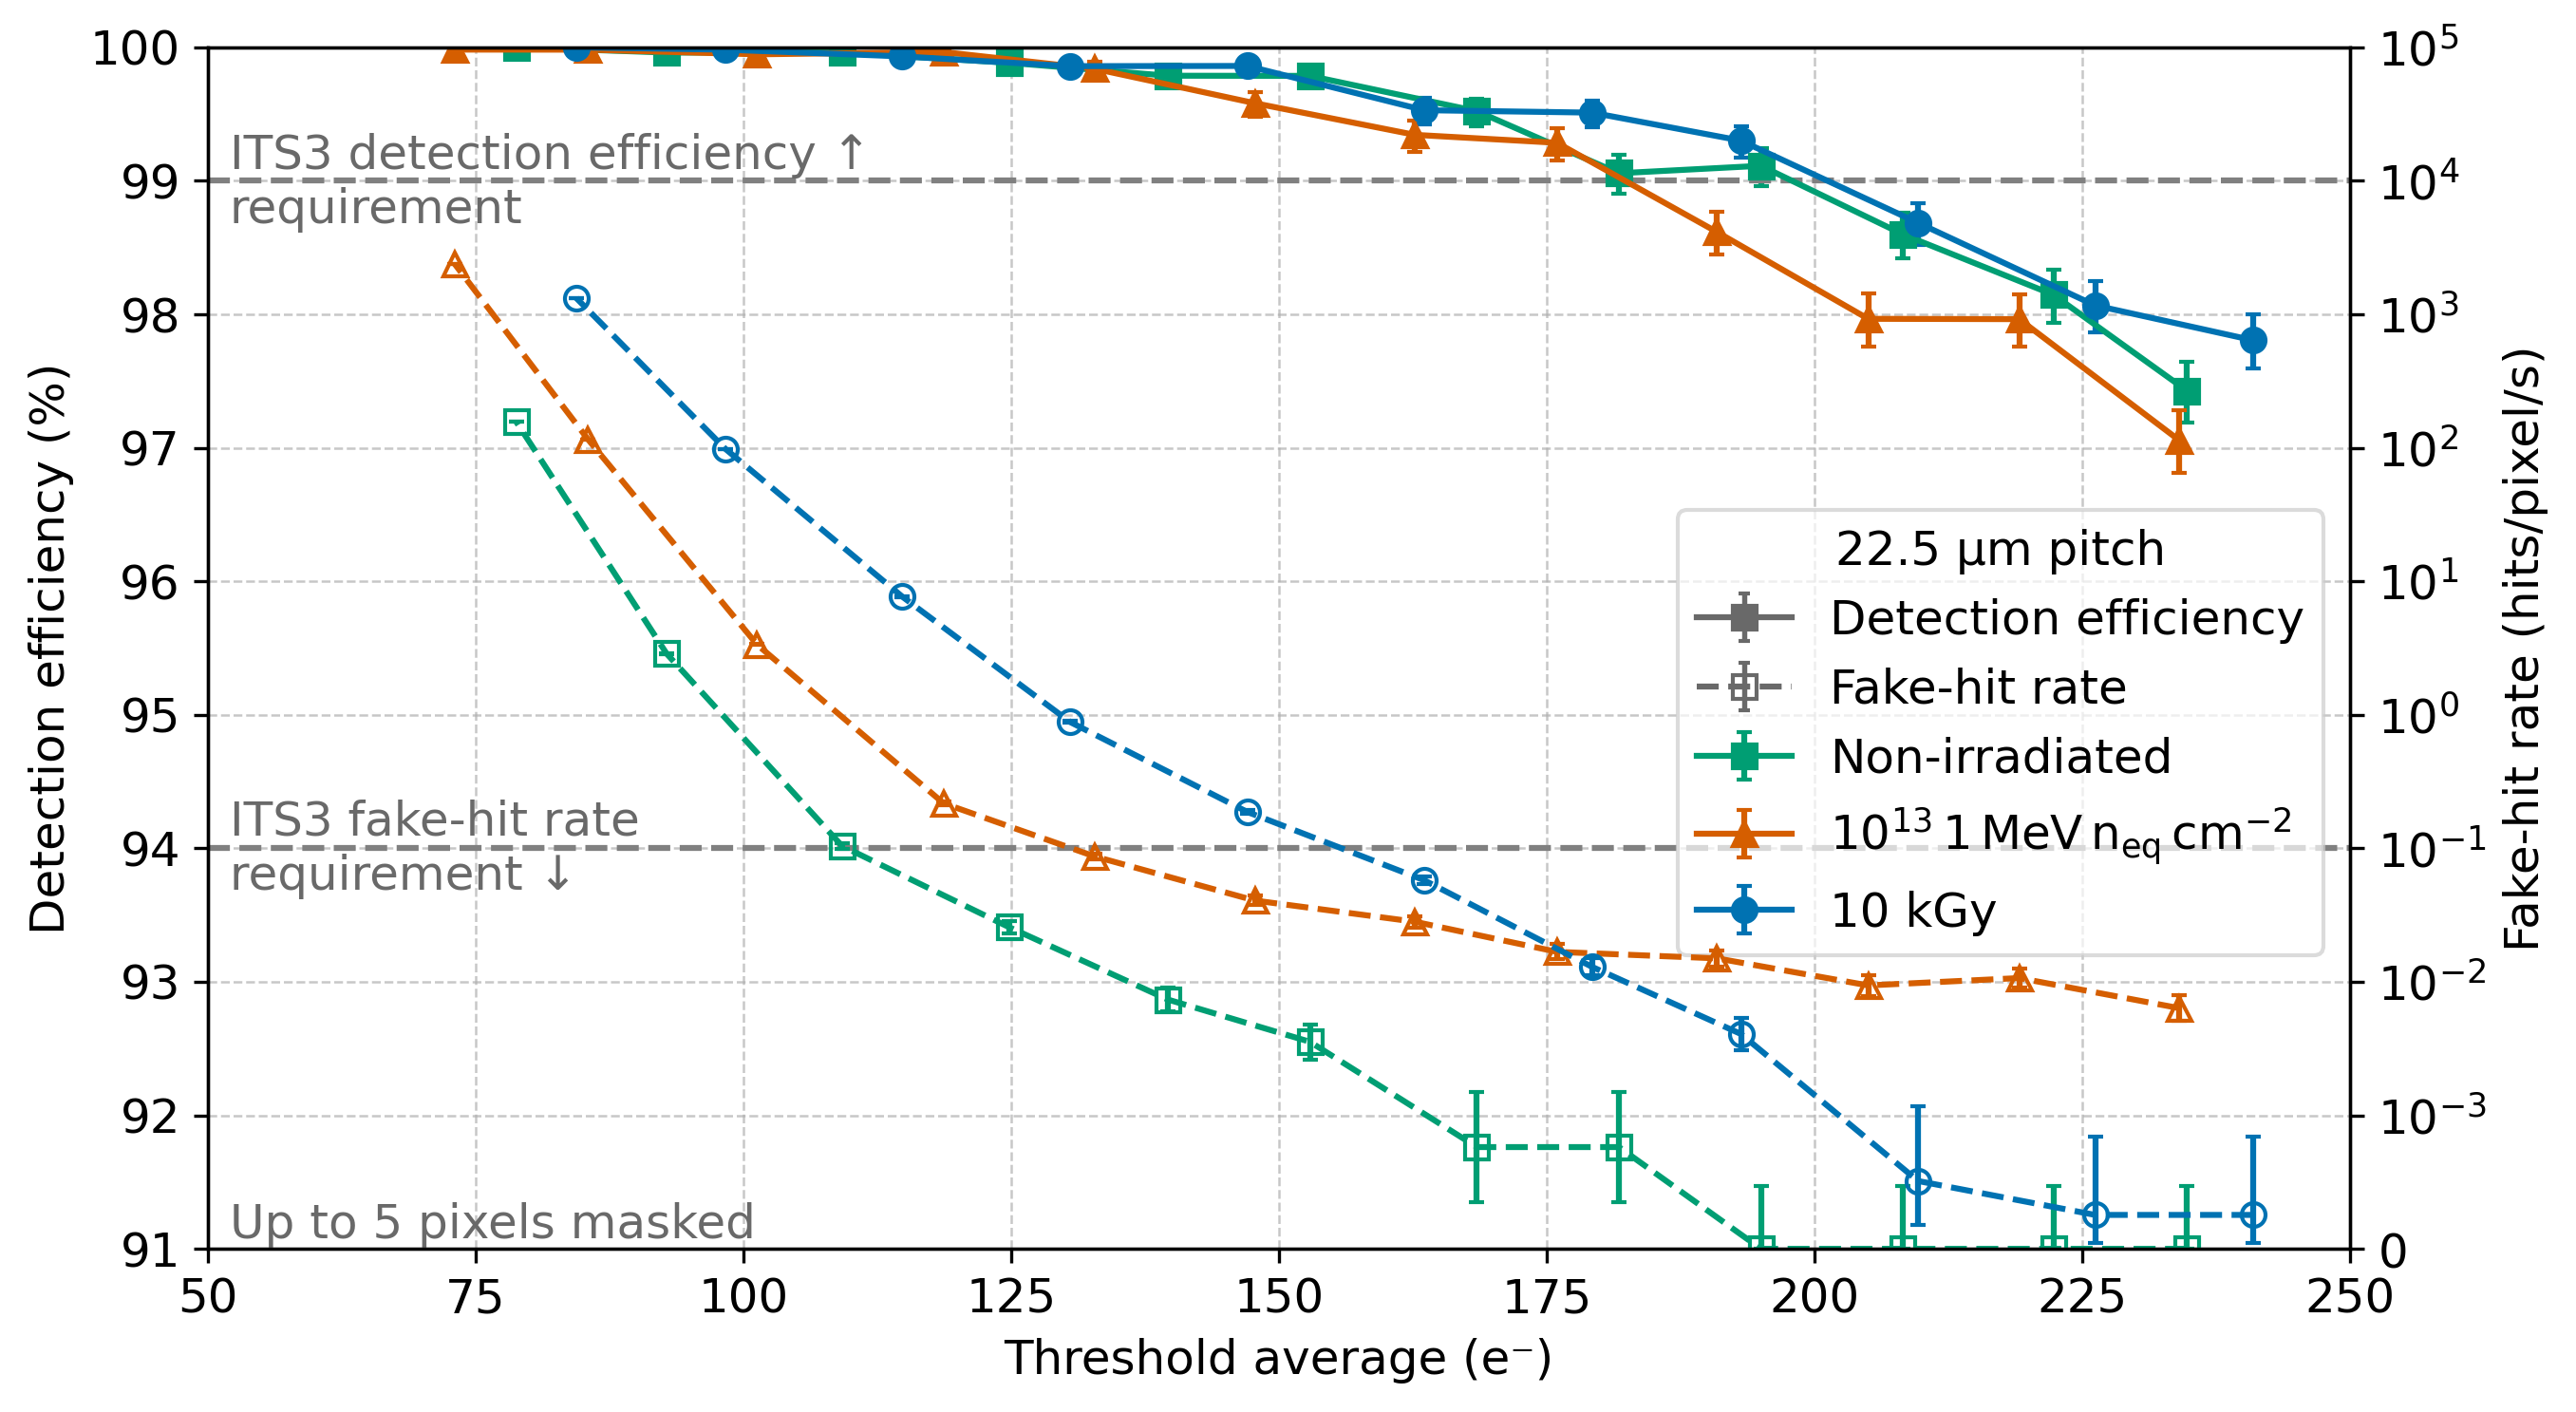 100
99
98
97
96
95
94
93
92
91
Detection efficiency (%)
ITS3 detection efficiency ↑
requirement
ITS3 fake-hit rate
requirement ↓
Up to 5 pixels masked
22.5 μm pitch
Detection efficiency
Fake-hit rate
Non-irradiated
10¹³ 1 MeV n_eq cm⁻²
10 kGy
10⁵
10⁴
10³
10²
10¹
10⁰
10⁻¹
10⁻²
10⁻³
0
Fake-hit rate (hits/pixel/s)
50 75 100 125 150 175 200 225 250
Threshold average (e⁻)